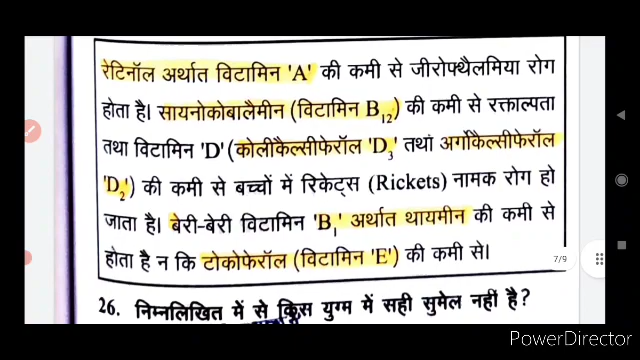 रेटिनॉल अर्थात विटामिन 'A' की कमी से जीरोफ्थैलमिया रोग
होता है। सायनोकोबालैमीन (विटामिन B12) की कमी से रक्ताल्पता
तथा विटामिन 'D' (कोलीकैल्सीफेरॉल 'D3' तथां अर्गोकैल्सीफेरॉल
'D2') की कमी से बच्चों में रिकेट्स (Rickets) नामक रोग हो
जाता है। बेरी-बेरी विटामिन 'B1' अर्थात थायमीन की कमी से
होता है न कि टोकोफेरॉल (विटामिन 'E') की कमी से।
7/9
26. निम्नलिखित में से किस युग्म में सही सुमेल नहीं है?
PowerDirector